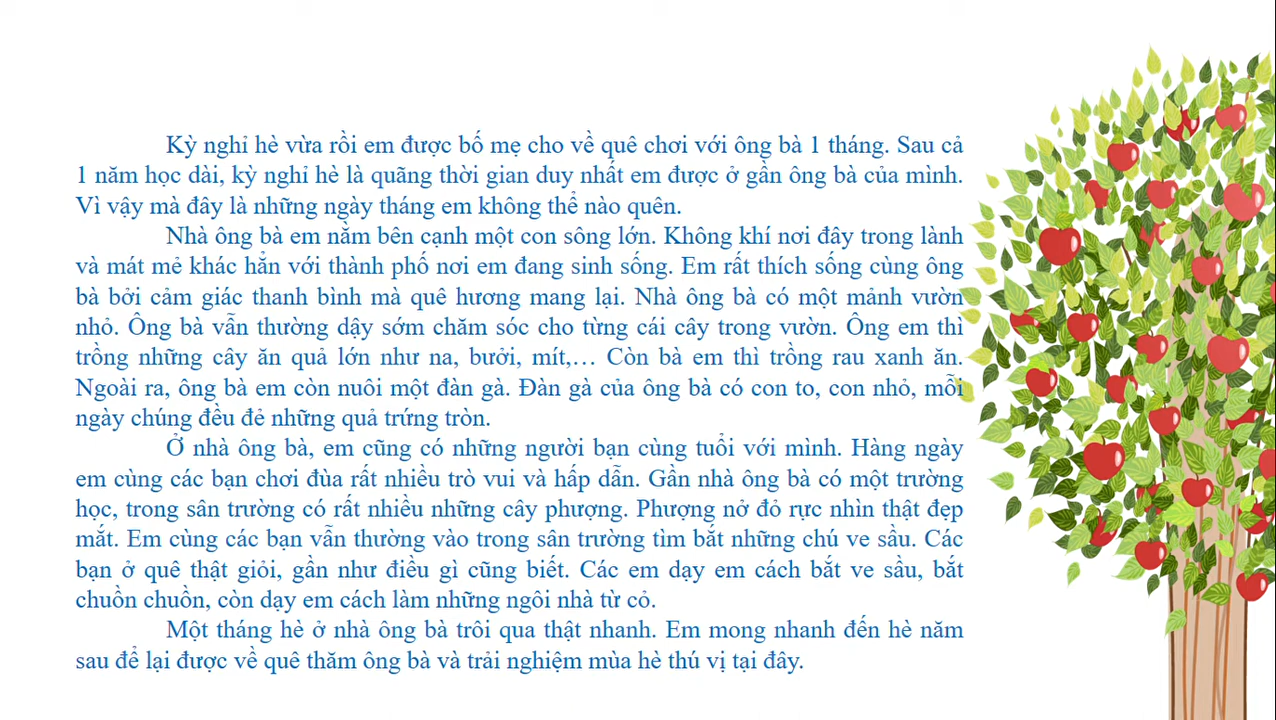 Kỳ nghỉ hè vừa rồi em được bố mẹ cho về quê chơi với ông bà 1 tháng. Sau cả
1 năm học dài, kỳ nghỉ hè là quãng thời gian duy nhất em được ở gần ông bà của mình.
Vì vậy mà đây là những ngày tháng em không thể nào quên.
Nhà ông bà em nằm bên cạnh một con sông lớn. Không khí nơi đây trong lành
và mát mẻ khác hẳn với thành phố nơi em đang sinh sống. Em rất thích sống cùng ông
bà bởi cảm giác thanh bình mà quê hương mang lại. Nhà ông bà có một mảnh vườn
nhỏ. Ông bà vẫn thường dậy sớm chăm sóc cho từng cái cây trong vườn. Ông em thì
trồng những cây ăn quả lớn như na, bưởi, mít,… Còn bà em thì trồng rau xanh ăn.
Ngoài ra, ông bà em còn nuôi một đàn gà. Đàn gà của ông bà có con to, con nhỏ, mỗi
ngày chúng đều đẻ những quả trứng tròn.
Ở nhà ông bà, em cũng có những người bạn cùng tuổi với mình. Hàng ngày
em cùng các bạn chơi đùa rất nhiều trò vui và hấp dẫn. Gần nhà ông bà có một trường
học, trong sân trường có rất nhiều những cây phượng. Phượng nở đỏ rực nhìn thật đẹp
mắt. Em cùng các bạn vẫn thường vào trong sân trường tìm bắt những chú ve sầu. Các
bạn ở quê thật giỏi, gần như điều gì cũng biết. Các em dạy em cách bắt ve sầu, bắt
chuồn chuồn, còn dạy em cách làm những ngôi nhà từ cỏ.
Một tháng hè ở nhà ông bà trôi qua thật nhanh. Em mong nhanh đến hè năm
sau để lại được về quê thăm ông bà và trải nghiệm mùa hè thú vị tại đây.